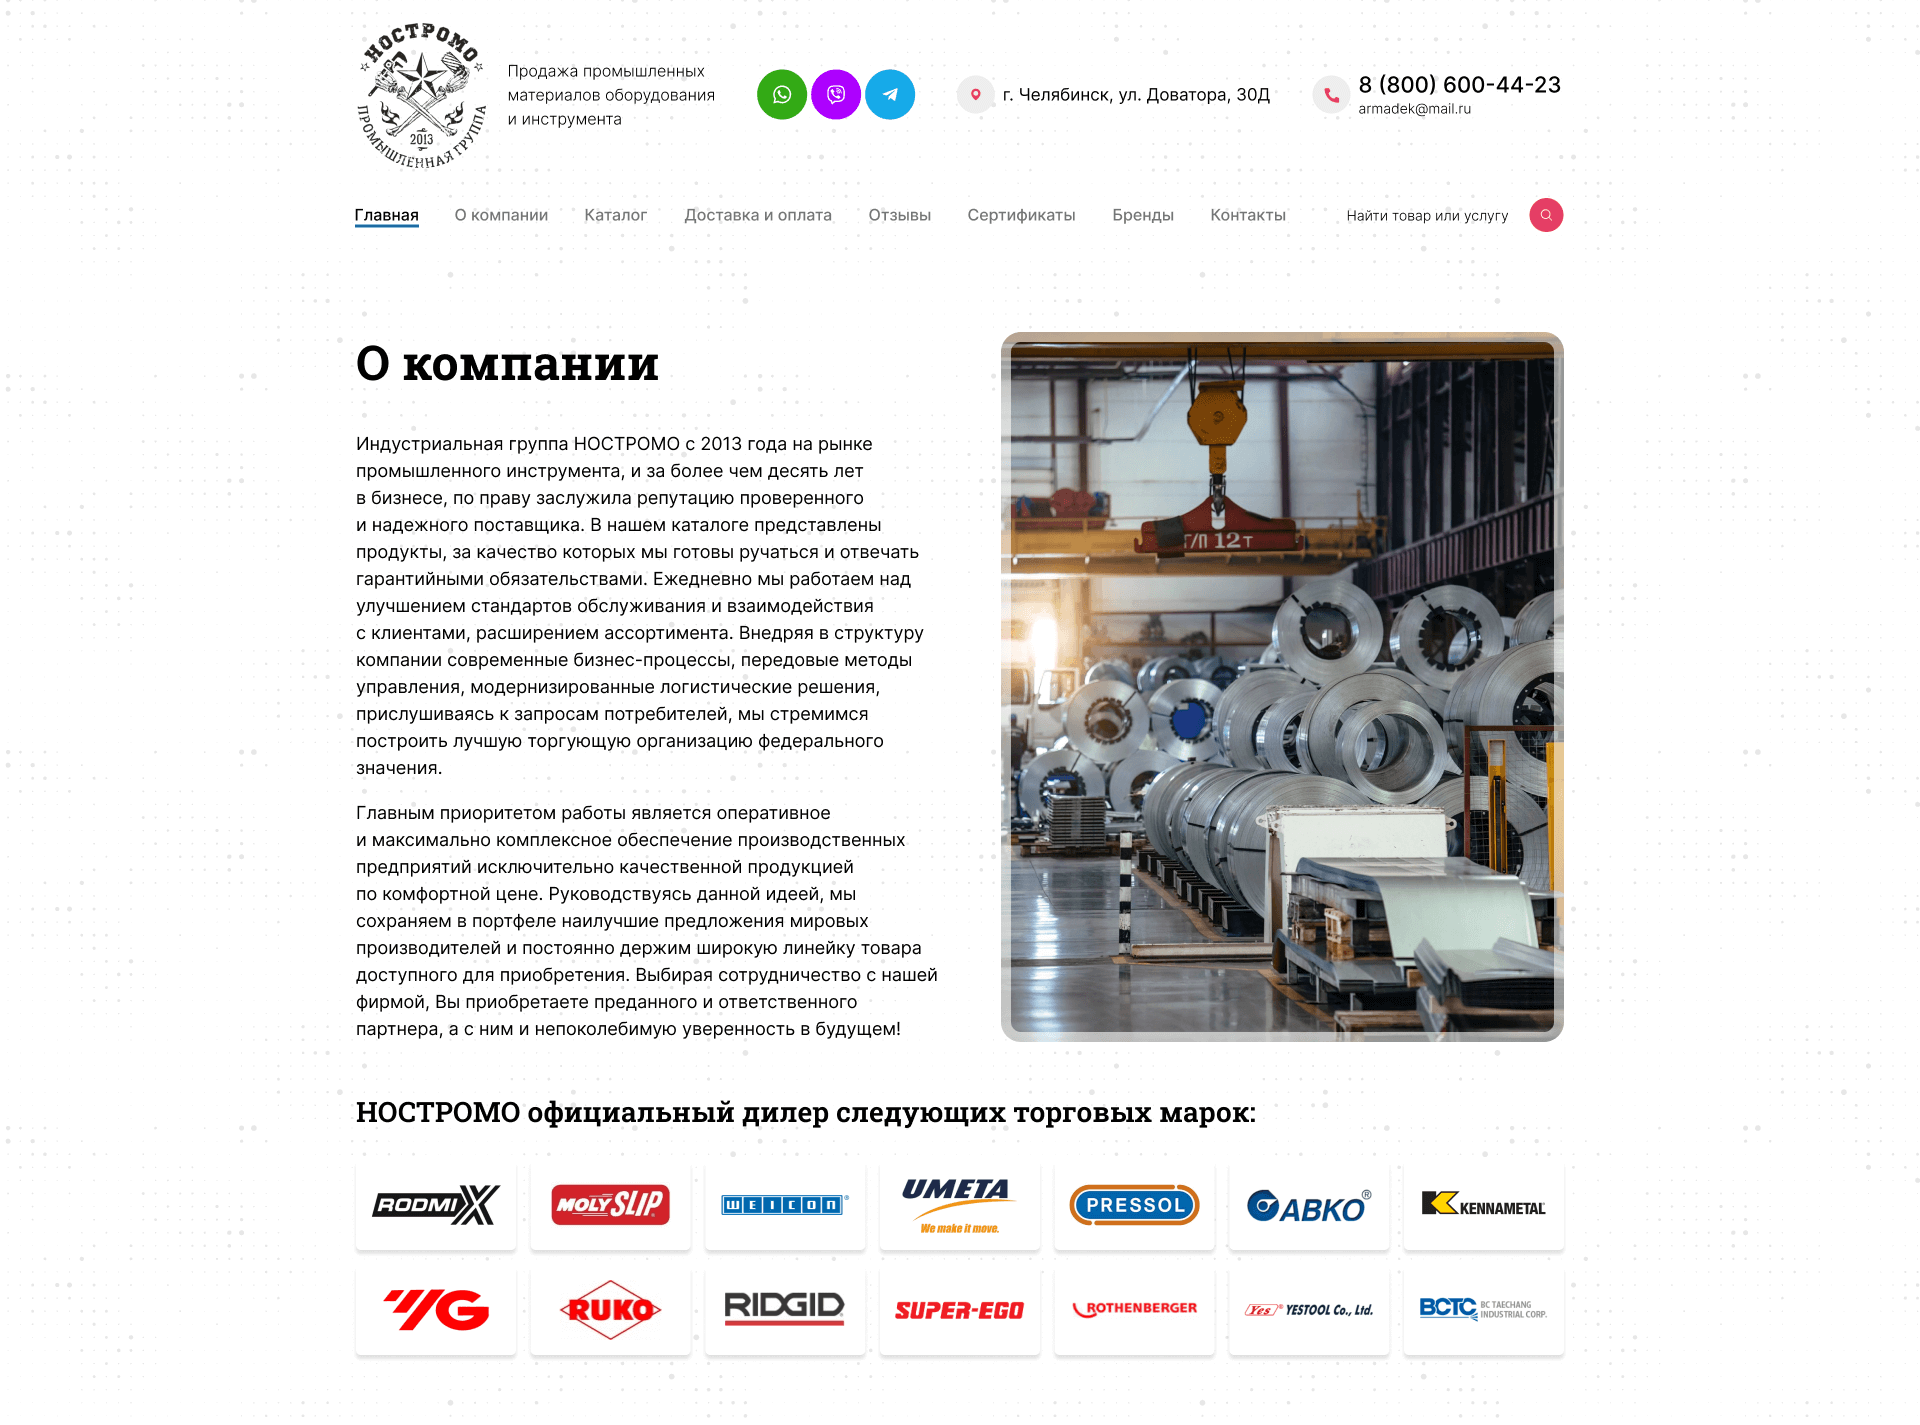 НОСТРОМО
2013
ПРОМЫШЛЕННАЯ ГРУППА
Продажа промышленных
материалов оборудования
и инструмента
г. Челябинск, ул. Доватора, 30Д
8 (800) 600-44-23
armadek@mail.ru
Главная
О компании
Каталог
Доставка и оплата
Отзывы
Сертификаты
Бренды
Контакты
Найти товар или услугу
О компании
Индустриальная группа НОСТРОМО с 2013 года на рынке
промышленного инструмента, и за более чем десять лет
в бизнесе, по праву заслужила репутацию проверенного
и надежного поставщика. В нашем каталоге представлены
продукты, за качество которых мы готовы ручаться и отвечать
гарантийными обязательствами. Ежедневно мы работаем над
улучшением стандартов обслуживания и взаимодействия
с клиентами, расширением ассортимента. Внедряя в структуру
компании современные бизнес-процессы, передовые методы
управления, модернизированные логистические решения,
прислушиваясь к запросам потребителей, мы стремимся
построить лучшую торгующую организацию федерального
значения.
Главным приоритетом работы является оперативное
и максимально комплексное обеспечение производственных
предприятий исключительно качественной продукцией
по комфортной цене. Руководствуясь данной идеей, мы
сохраняем в портфеле наилучшие предложения мировых
производителей и постоянно держим широкую линейку товара
доступного для приобретения. Выбирая сотрудничество с нашей
фирмой, Вы приобретаете преданного и ответственного
партнера, а с ним и непоколебимую уверенность в будущем!
Г/П 12т
НОСТРОМО официальный дилер следующих торговых марок:
RODMIX
MOLYSLIP
WEICON®
UMETA
We make it move.
PRESSOL
ABKO®
KENNAMETAL
YG
RUKO
RIDGID
SUPER-EGO
ROTHENBERGER
Yes® YESTOOL Co., Ltd.
BCTC BC TAECHANG
INDUSTRIAL CORP.